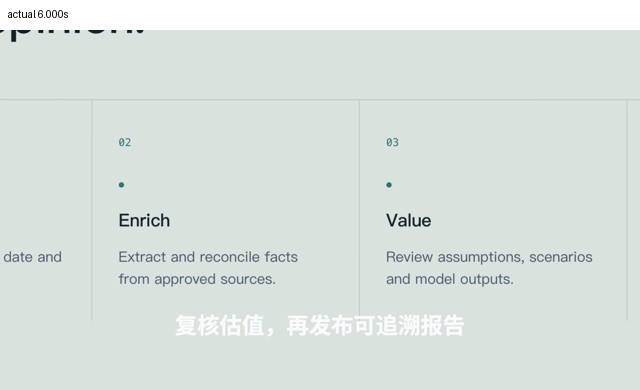 actual 6.000s
opinion.
02
03
Enrich
Value
date and
Extract and reconcile facts
from approved sources.
Review assumptions, scenarios
and model outputs.
复核估值，再发布可追溯报告